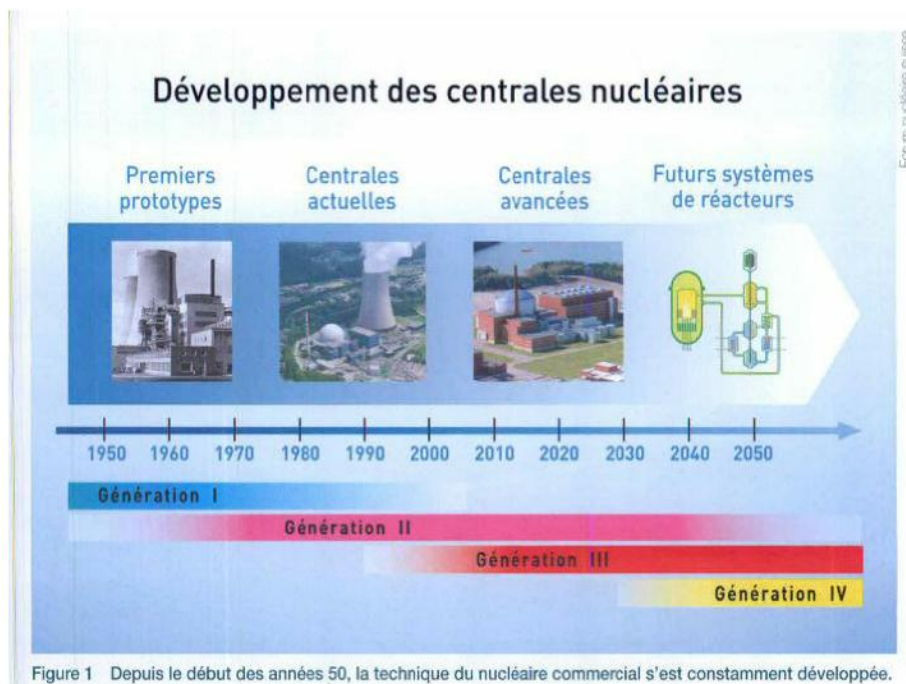 Développement des centrales nucléaires
Premiers
prototypes
Centrales
actuelles
Centrales
avancées
Futurs systèmes
de réacteurs
1950 1960 1970 1980 1990 2000 2010 2020 2030 2040 2050
Génération I
Génération II
Génération III
Génération IV
Figure 1 Depuis le début des années 50, la technique du nucléaire commercial s'est constamment développée.